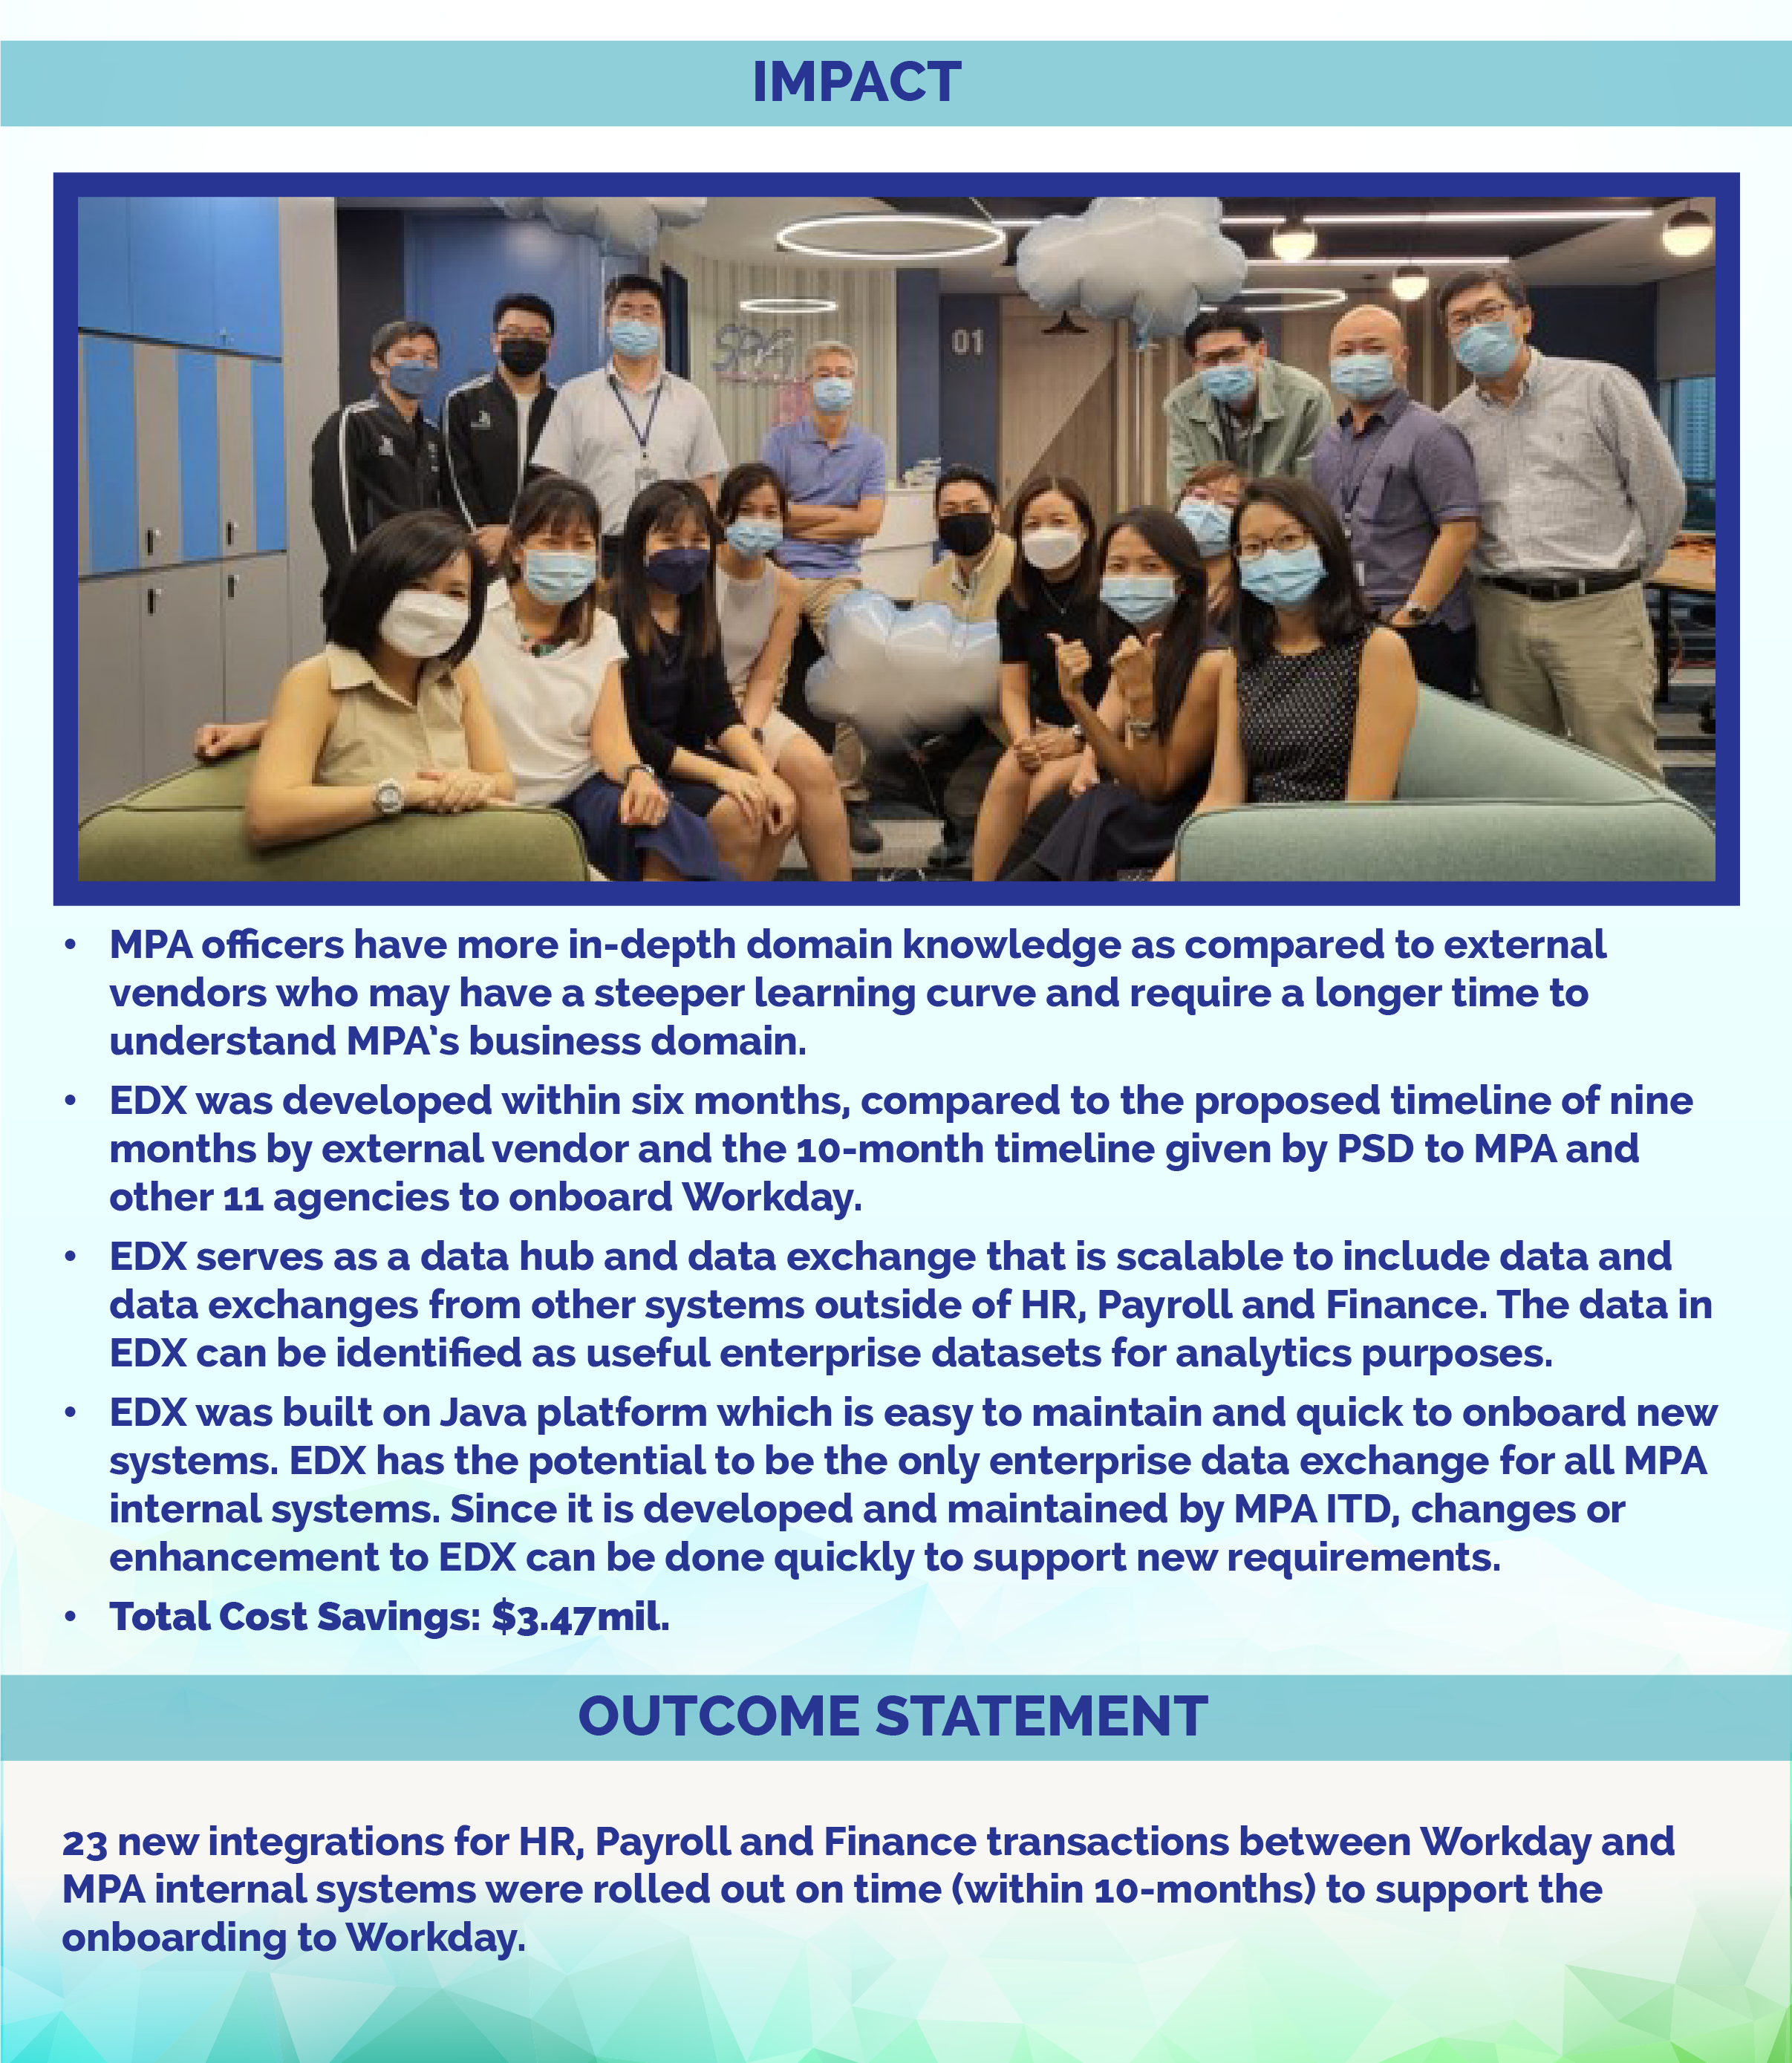 IMPACT
SPA
01
• MPA officers have more in-depth domain knowledge as compared to external
vendors who may have a steeper learning curve and require a longer time to
understand MPA’s business domain.
• EDX was developed within six months, compared to the proposed timeline of nine
months by external vendor and the 10-month timeline given by PSD to MPA and
other 11 agencies to onboard Workday.
• EDX serves as a data hub and data exchange that is scalable to include data and
data exchanges from other systems outside of HR, Payroll and Finance. The data in
EDX can be identified as useful enterprise datasets for analytics purposes.
• EDX was built on Java platform which is easy to maintain and quick to onboard new
systems. EDX has the potential to be the only enterprise data exchange for all MPA
internal systems. Since it is developed and maintained by MPA ITD, changes or
enhancement to EDX can be done quickly to support new requirements.
• Total Cost Savings: $3.47mil.
OUTCOME STATEMENT
23 new integrations for HR, Payroll and Finance transactions between Workday and
MPA internal systems were rolled out on time (within 10-months) to support the
onboarding to Workday.